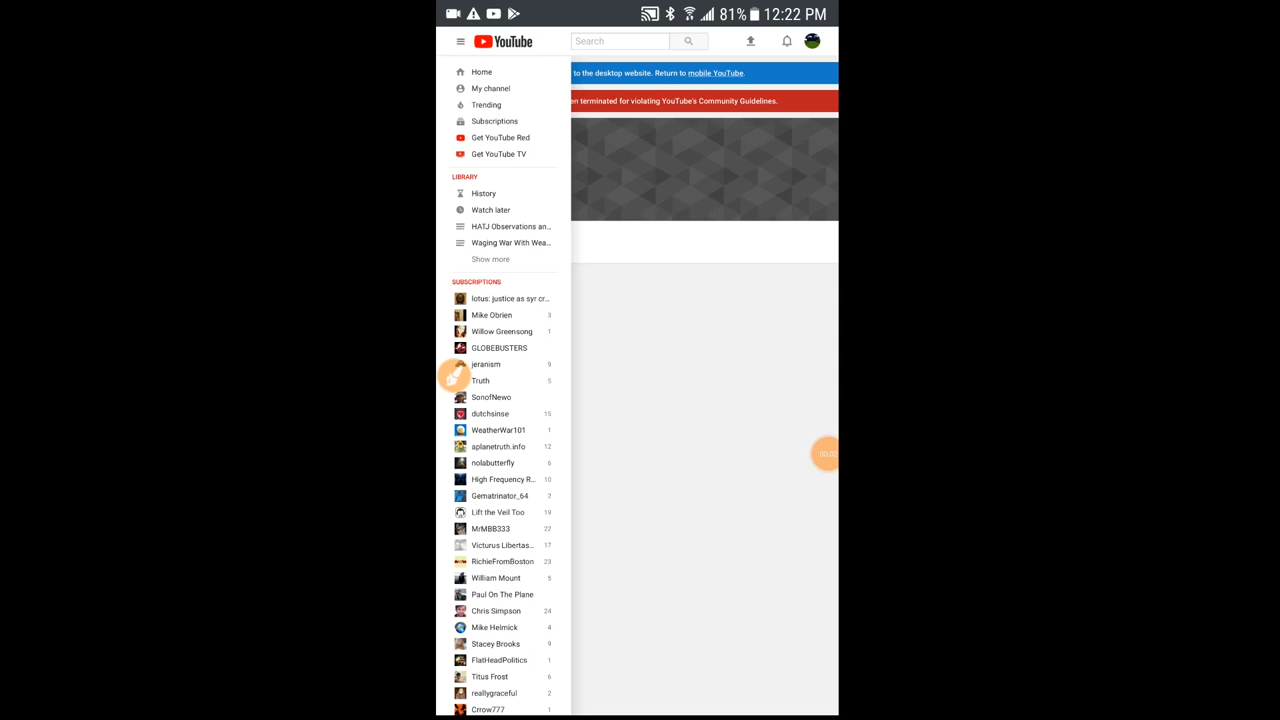 81% 12:22 PM
YouTube
Search
to the desktop website. Return to mobile YouTube.
en terminated for violating YouTube's Community Guidelines.
Home
My channel
Trending
Subscriptions
Get YouTube Red
Get YouTube TV
LIBRARY
History
Watch later
HATJ Observations an...
Waging War With Wea...
Show more
SUBSCRIPTIONS
lotus: justice as syr cr...
Mike Obrien 3
Willow Greensong 1
GLOBEBUSTERS
jeranism 9
Truth 5
SonofNewo
dutchsinse 15
WeatherWar101 1
aplanetruth.info 12
nolabutterfly 6
High Frequency R... 10
Gematrinator_64 2
Lift the Veil Too 19
MrMBB333 22
Victurus Libertas... 17
RichieFromBoston 23
William Mount 5
Paul On The Plane
Chris Simpson 24
Mike Helmick 4
Stacey Brooks 9
FlatHeadPolitics 1
Titus Frost 6
reallygraceful 2
Crrow777 1
00:02